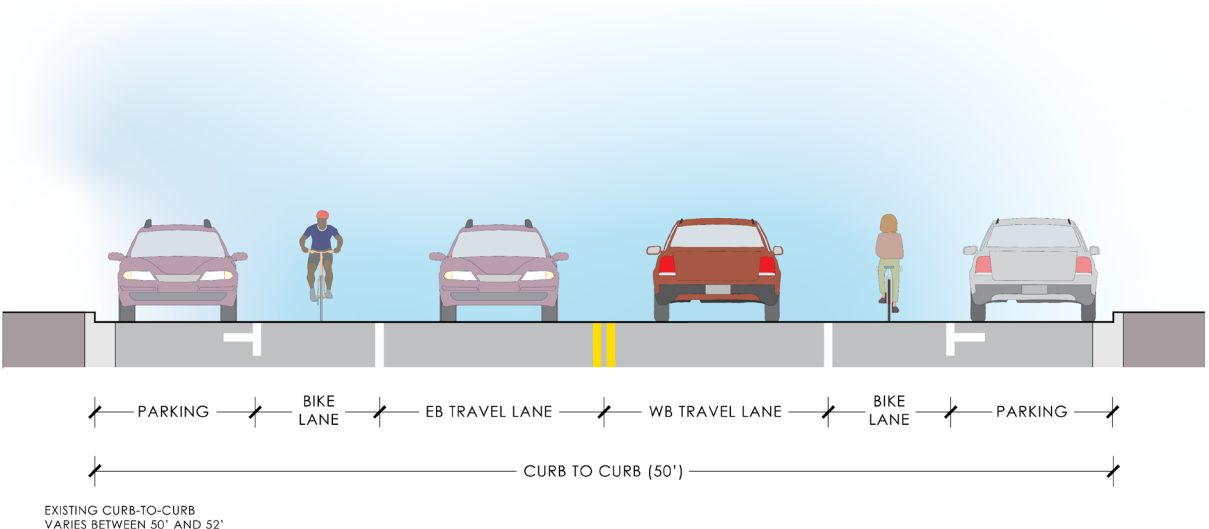 PARKING
BIKE
LANE
EB TRAVEL LANE
WB TRAVEL LANE
BIKE
LANE
PARKING
CURB TO CURB (50')
EXISTING CURB-TO-CURB
VARIES BETWEEN 50' AND 52'